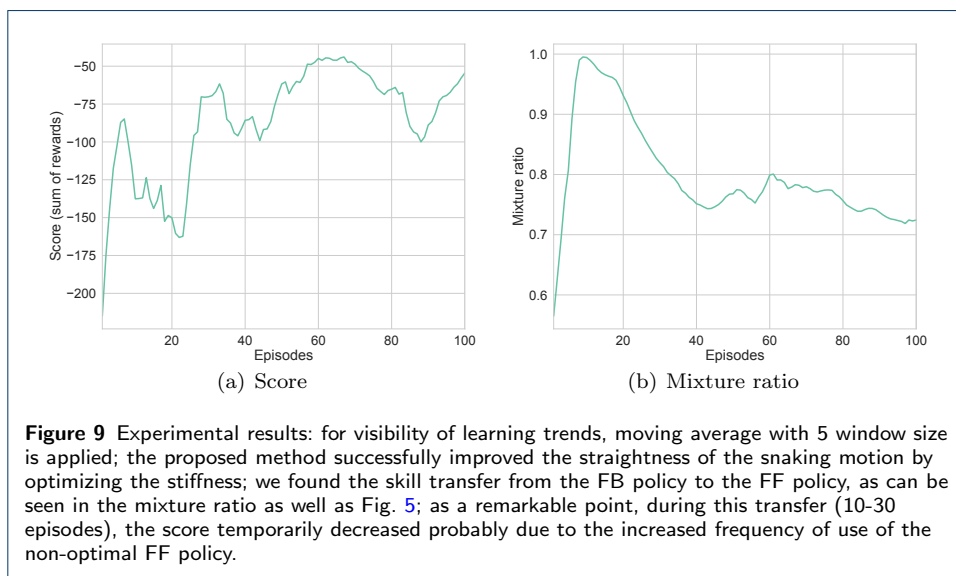 −50
−75
−100
−125
−150
−175
−200
Score (sum of rewards)
20
40
60
80
100
Episodes
(a) Score
1.0
0.9
0.8
0.7
0.6
Mixture ratio
20
40
60
80
100
Episodes
(b) Mixture ratio
Figure 9 Experimental results: for visibility of learning trends, moving average with 5 window size
is applied; the proposed method successfully improved the straightness of the snaking motion by
optimizing the stiffness; we found the skill transfer from the FB policy to the FF policy, as can be
seen in the mixture ratio as well as Fig. 5; as a remarkable point, during this transfer (10-30
episodes), the score temporarily decreased probably due to the increased frequency of use of the
non-optimal FF policy.